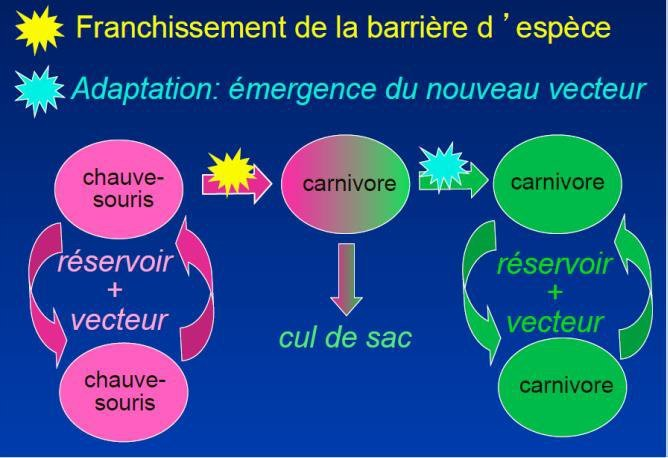 Franchissement de la barrière d ’ espèce
Adaptation: émergence du nouveau vecteur
chauve-
souris
carnivore
carnivore
réservoir
+
vecteur
cul de sac
réservoir
+
vecteur
chauve-
souris
carnivore